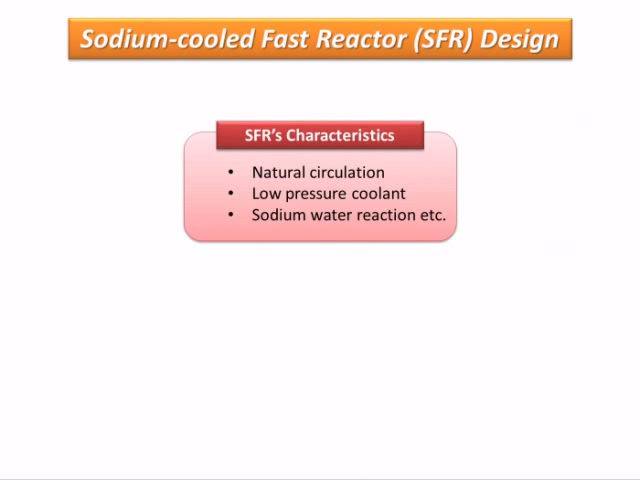 Sodium-cooled Fast Reactor (SFR) Design
SFR's Characteristics
• Natural circulation
• Low pressure coolant
• Sodium water reaction etc.